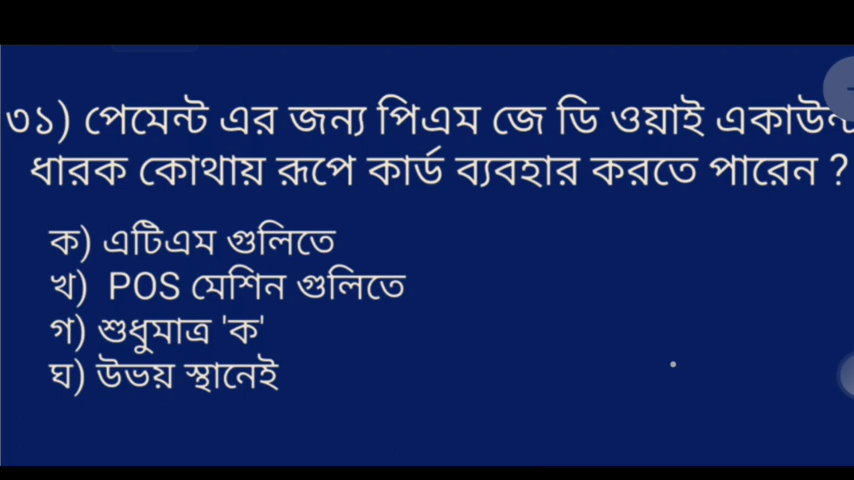 ৩১) পেমেন্ট এর জন্য পিএম জে ডি ওয়াই একাউন্ট
ধারক কোথায় রূপে কার্ড ব্যবহার করতে পারেন ?
ক) এটিএম গুলিতে
খ) POS মেশিন গুলিতে
গ) শুধুমাত্র 'ক'
ঘ) উভয় স্থানেই